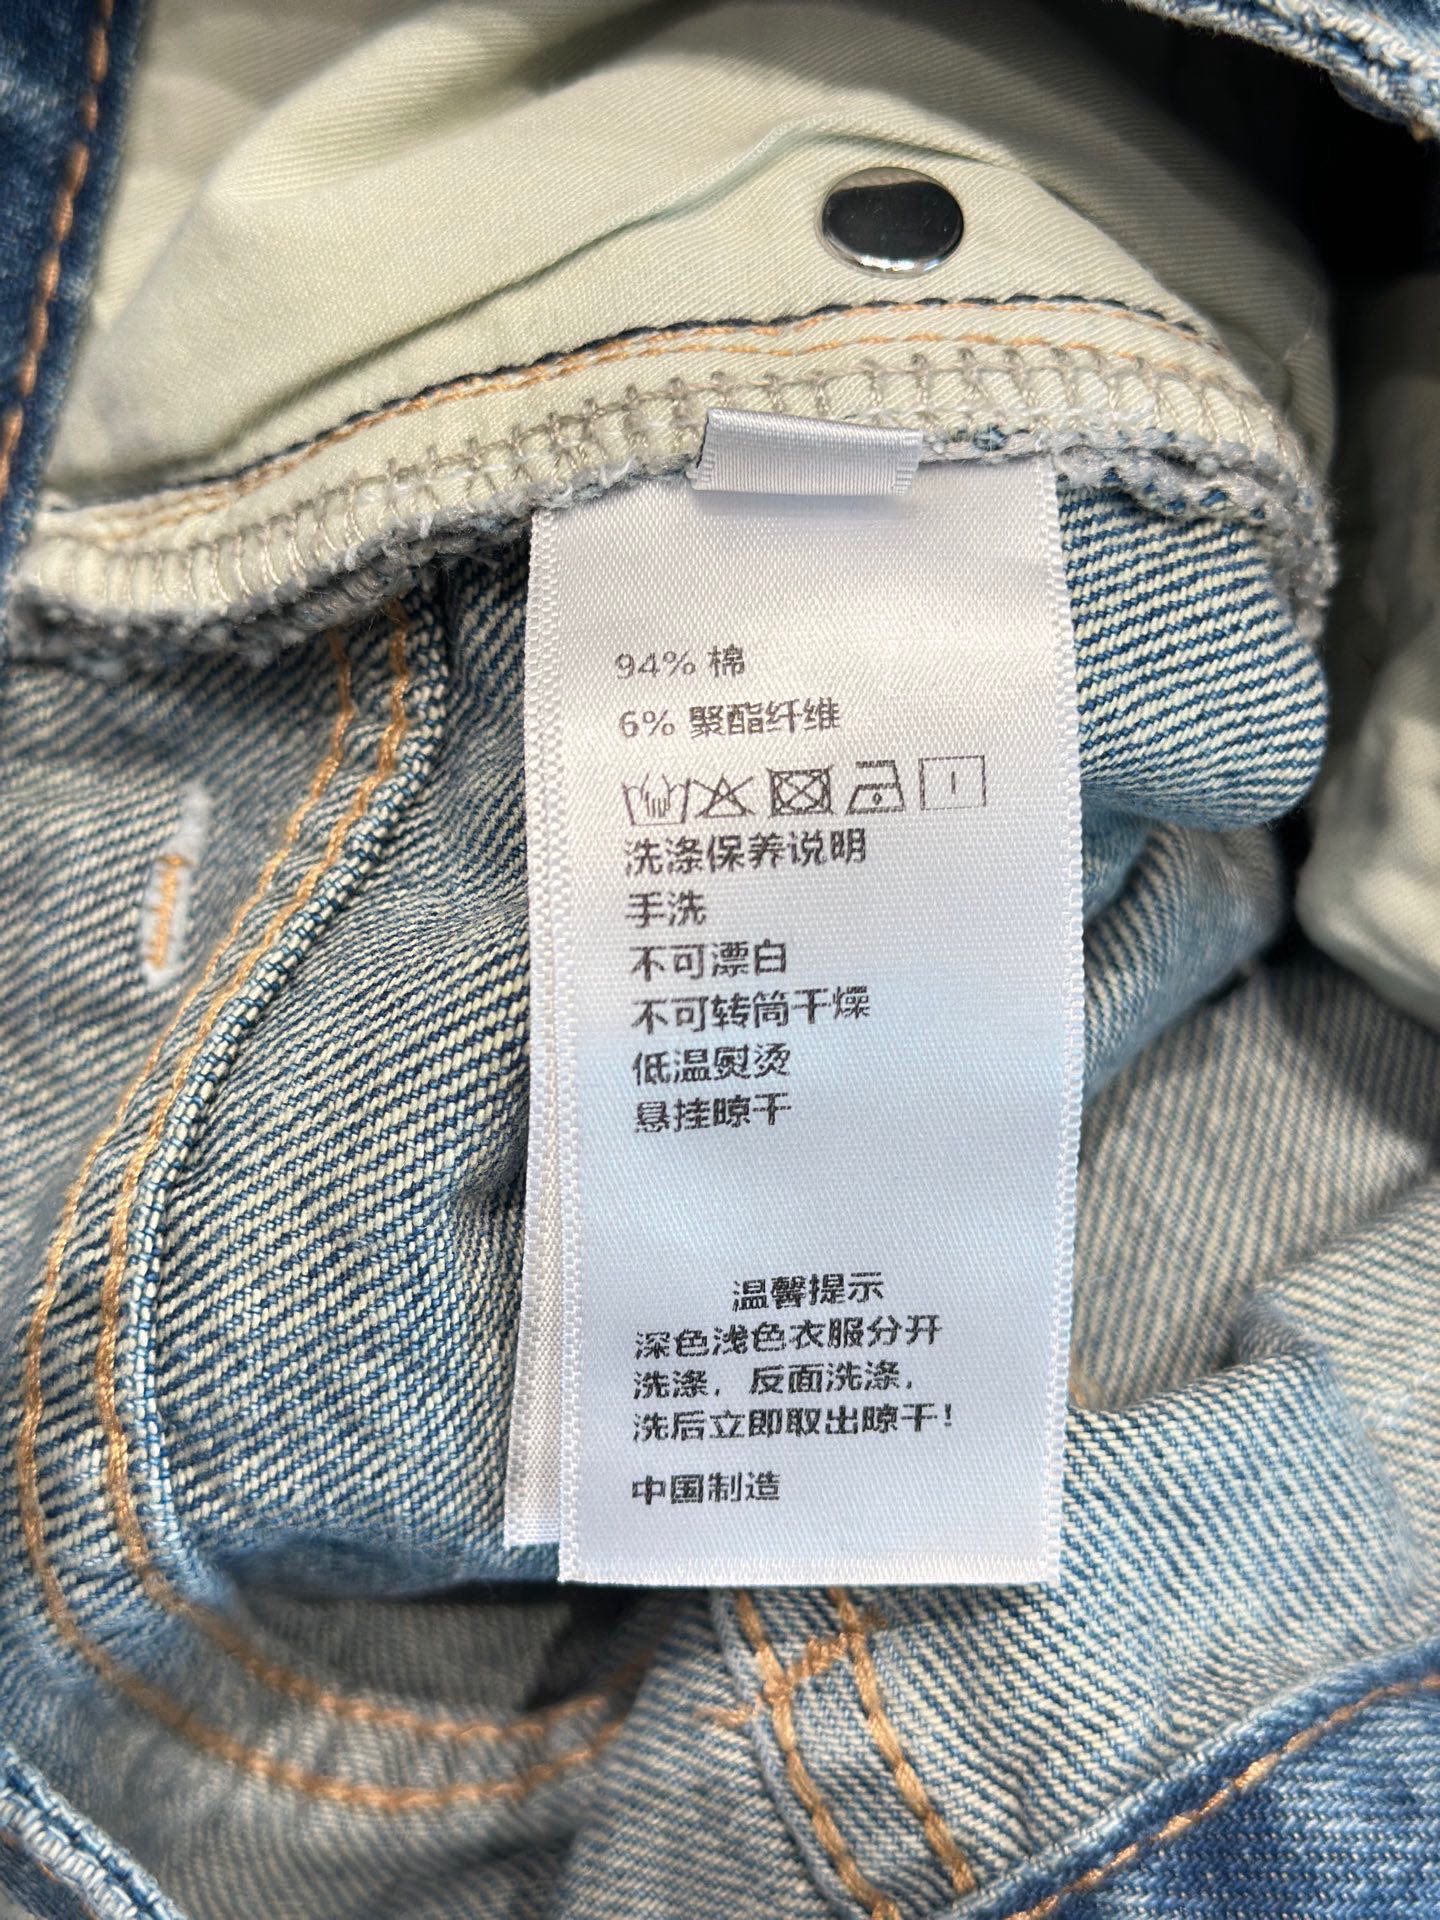 94% 棉
6% 聚酯纤维
洗涤保养说明
手洗
不可漂白
不可转筒干燥
低温熨烫
悬挂晾干
温馨提示
深色浅色衣服分开
洗涤，反面洗涤，
洗后立即取出晾干！
中国制造